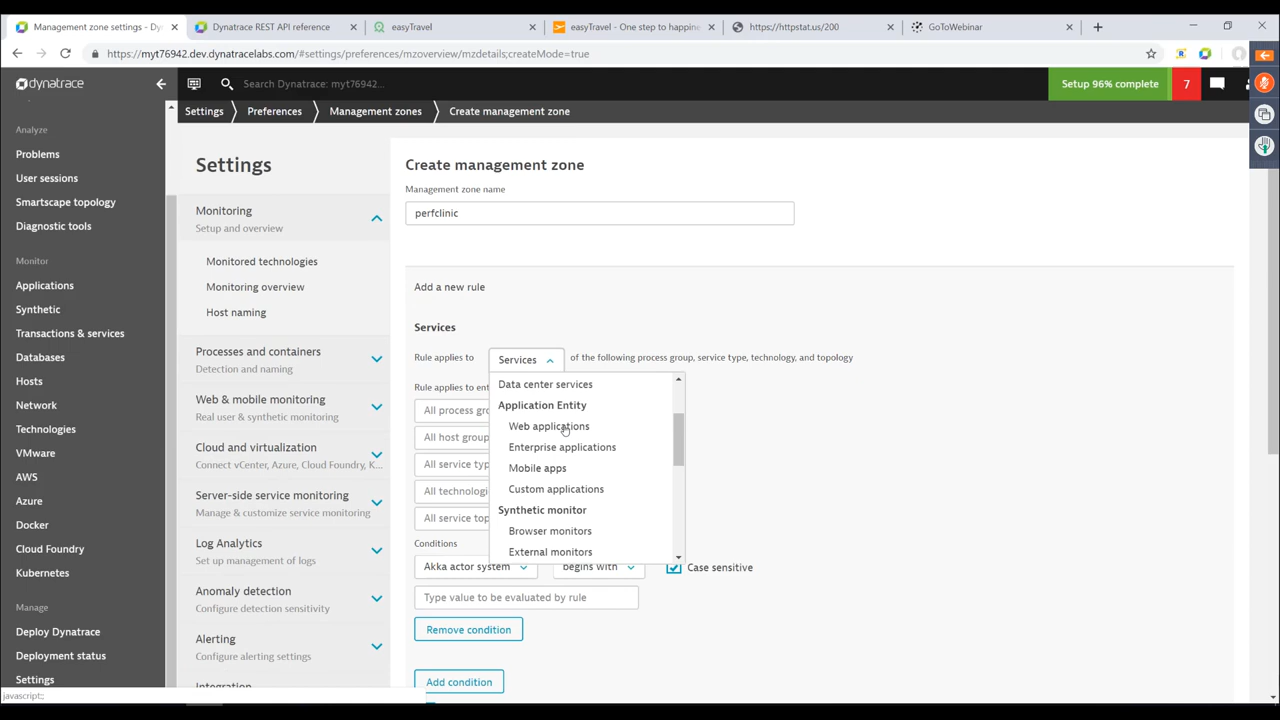 Management zone settings - Dy
Dynatrace REST API reference
easyTravel
easyTravel - One step to happine
https://httpstat.us/200
GoToWebinar
https://myt76942.dev.dynatracelabs.com/#settings/preferences/mzoverview/mzdetails;createMode=true
dynatrace
Search Dynatrace: myt76942...
Setup 96% complete
7
Settings
Preferences
Management zones
Create management zone
Analyze
Problems
User sessions
Smartscape topology
Diagnostic tools
Monitor
Applications
Synthetic
Transactions & services
Databases
Hosts
Network
Technologies
VMware
AWS
Azure
Docker
Cloud Foundry
Kubernetes
Manage
Deploy Dynatrace
Deployment status
Settings
javascript:;
Settings
Monitoring
Setup and overview
Monitored technologies
Monitoring overview
Host naming
Processes and containers
Detection and naming
Web & mobile monitoring
Real user & synthetic monitoring
Cloud and virtualization
Connect vCenter, Azure, Cloud Foundry, K...
Server-side service monitoring
Manage & customize service monitoring
Log Analytics
Set up management of logs
Anomaly detection
Configure detection sensitivity
Alerting
Configure alerting settings
Integration
Create management zone
Management zone name
perfclinic
Add a new rule
Services
Rule applies to
Services
of the following process group, service type, technology, and topology
Rule applies to ent
All process gro
All host group
All service typ
All technologi
All service top
Data center services
Application Entity
Web applications
Enterprise applications
Mobile apps
Custom applications
Synthetic monitor
Browser monitors
External monitors
Conditions
Akka actor system
begins with
Case sensitive
Type value to be evaluated by rule
Remove condition
Add condition